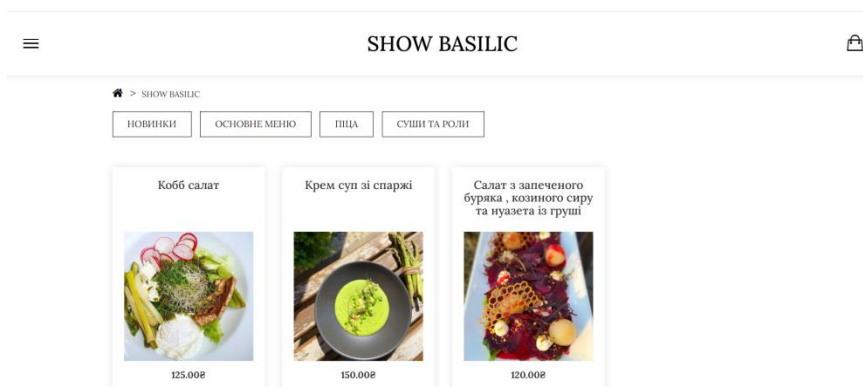 SHOW BASILIC
> SHOW BASILIC
НОВИНКИ
ОСНОВНЕ МЕНЮ
ПІЦА
СУШИ ТА РОЛИ
Кобб салат
Крем суп зі спаржі
Салат з запеченого
буряка , козиного сиру
та нуазета із груші
125.00₴
150.00₴
120.00₴